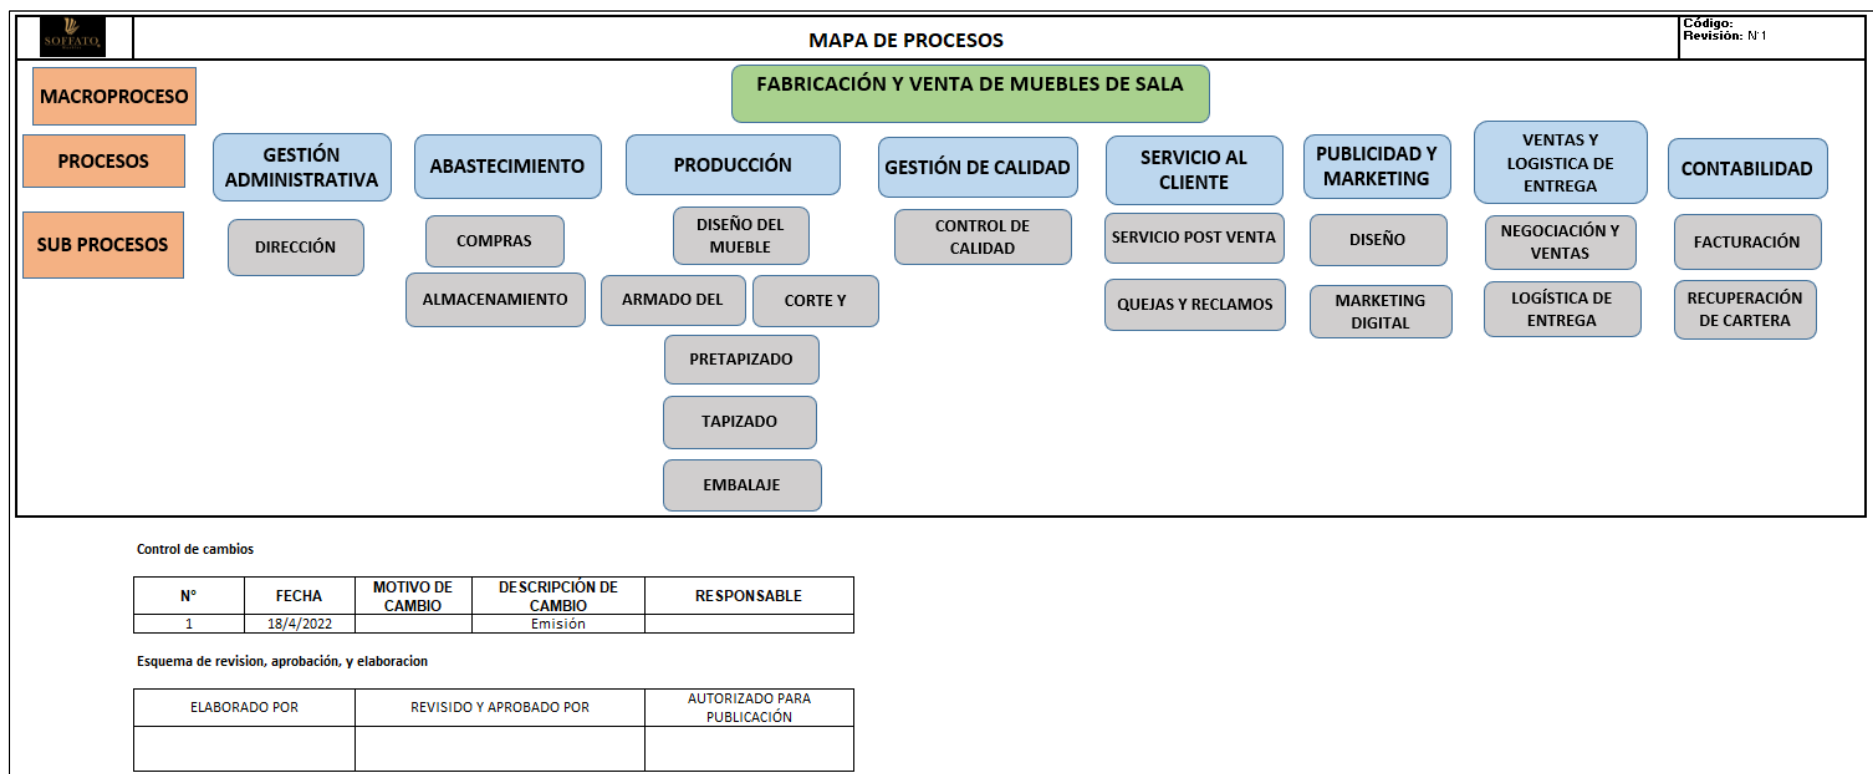 SOFFATO
MAPA DE PROCESOS
Código:
Revisión: N°1
MACROPROCESO
FABRICACIÓN Y VENTA DE MUEBLES DE SALA
PROCESOS
GESTIÓN
ADMINISTRATIVA
ABASTECIMIENTO
PRODUCCIÓN
GESTIÓN DE CALIDAD
SERVICIO AL
CLIENTE
PUBLICIDAD Y
MARKETING
VENTAS Y
LOGISTICA DE
ENTREGA
CONTABILIDAD
SUB PROCESOS
DIRECCIÓN
COMPRAS
DISEÑO DEL
MUEBLE
CONTROL DE
CALIDAD
SERVICIO POST VENTA
DISEÑO
NEGOCIACIÓN Y
VENTAS
FACTURACIÓN
ALMACENAMIENTO
ARMADO DEL
CORTE Y
QUEJAS Y RECLAMOS
MARKETING
DIGITAL
LOGÍSTICA DE
ENTREGA
RECUPERACIÓN
DE CARTERA
PRETAPIZADO
TAPIZADO
EMBALAJE
Control de cambios
N°
FECHA
MOTIVO DE
CAMBIO
DESCRIPCIÓN DE
CAMBIO
RESPONSABLE
1
18/4/2022
Emisión
Esquema de revision, aprobación, y elaboracion
ELABORADO POR
REVISIDO Y APROBADO POR
AUTORIZADO PARA
PUBLICACIÓN